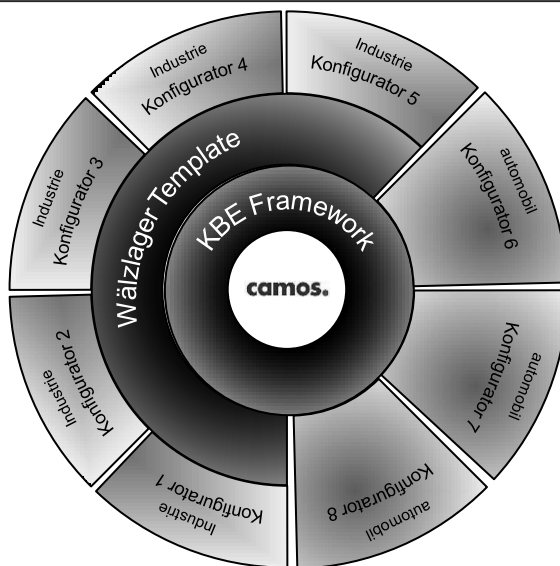 Industrie
Konfigurator 4
Industrie
Konfigurator 5
automobil
Konfigurator 6
automobil
Konfigurator 7
automobil
Konfigurator 8
Industrie
Konfigurator 1
Industrie
Konfigurator 2
Industrie
Konfigurator 3
Wälzlager Template
KBE Framework
camos.